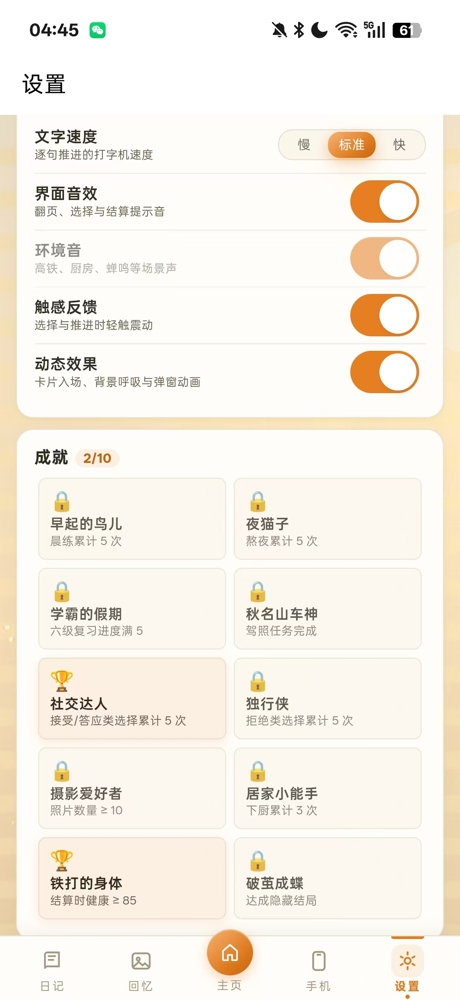 04:45
5G
61
设置
文字速度
逐句推进的打字机速度
慢
标准
快
界面音效
翻页、选择与结算提示音
环境音
高铁、厨房、蝉鸣等场景声
触感反馈
选择与推进时轻触震动
动态效果
卡片入场、背景呼吸与弹窗动画
成就 2/10
早起的鸟儿
晨练累计 5 次
夜猫子
熬夜累计 5 次
学霸的假期
六级复习进度满 5
秋名山车神
驾照任务完成
社交达人
接受/答应类选择累计 5 次
独行侠
拒绝类选择累计 5 次
摄影爱好者
照片数量 ≥ 10
居家小能手
下厨累计 3 次
铁打的身体
结算时健康 ≥ 85
破茧成蝶
达成隐藏结局
日记
回忆
主页
手机
设置